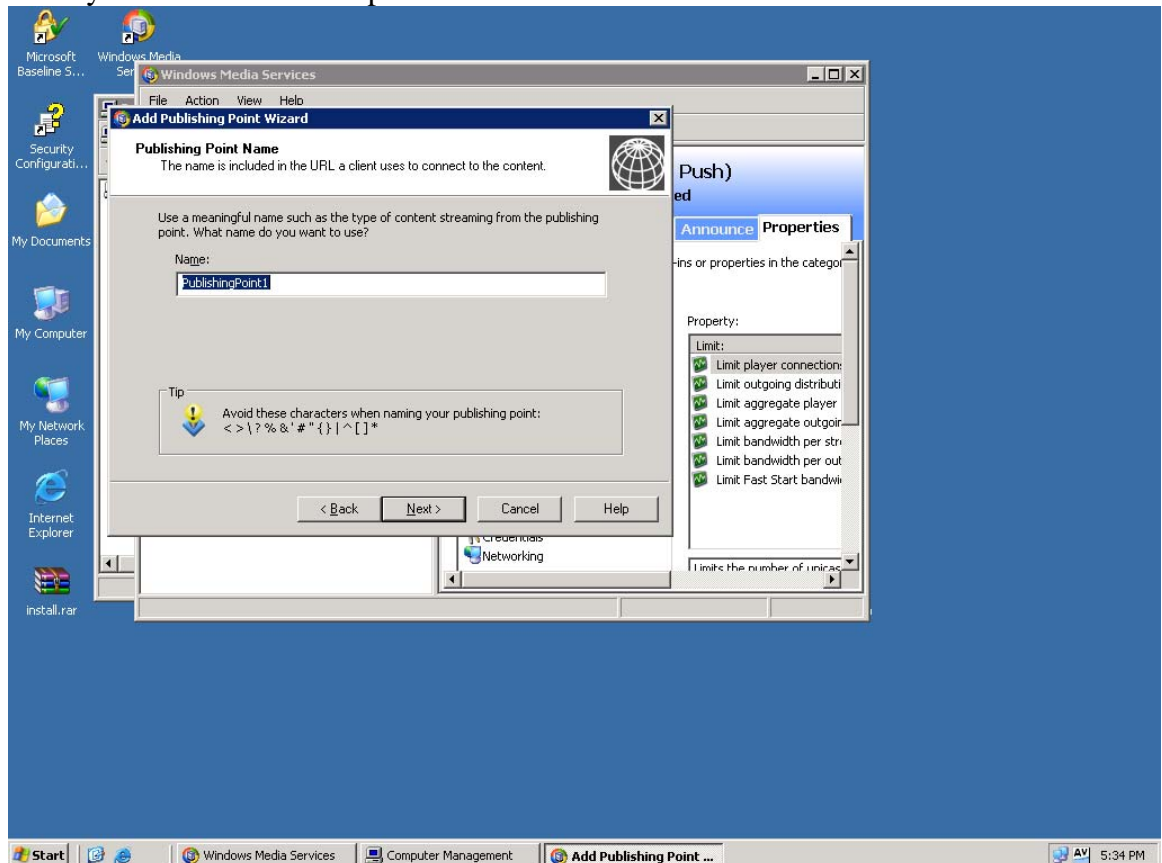 Microsoft
Baseline S...
Windows Media
Ser
Security
Configurati...
My Documents
My Computer
My Network
Places
Internet
Explorer
install.rar
Windows Media Services
File Action View Help
Add Publishing Point Wizard
Publishing Point Name
The name is included in the URL a client uses to connect to the content.
Use a meaningful name such as the type of content streaming from the publishing
point. What name do you want to use?
Name:
PublishingPoint1
Tip
Avoid these characters when naming your publishing point:
< > \ ? % & ' # " { } | ^ [ ] *
< Back Next > Cancel Help
Push)
ed
Announce Properties
-ins or properties in the categor
Property:
Limit:
Limit player connections
Limit outgoing distributi
Limit aggregate player
Limit aggregate outgoin
Limit bandwidth per stre
Limit bandwidth per out
Limit Fast Start bandwi
Credentials
Networking
Limits the number of unicas
Start Windows Media Services Computer Management Add Publishing Point ... AV 5:34 PM